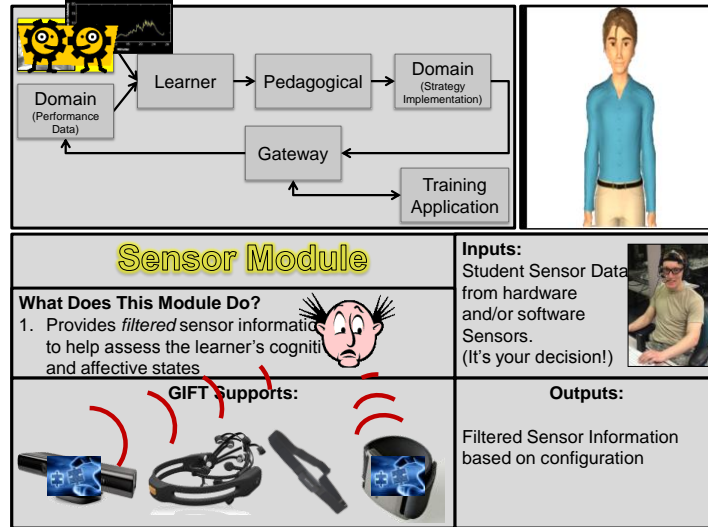 Learner
Pedagogical
Domain
(Strategy
Implementation)
Domain
(Performance
Data)
Gateway
Training
Application
Sensor Module
What Does This Module Do?
1. Provides filtered sensor informatio
to help assess the learner's cogniti
and affective states
Inputs:
Student Sensor Data
from hardware
and/or software
Sensors.
(It's your decision!)
GIFT Supports:
Outputs:
Filtered Sensor Information
based on configuration